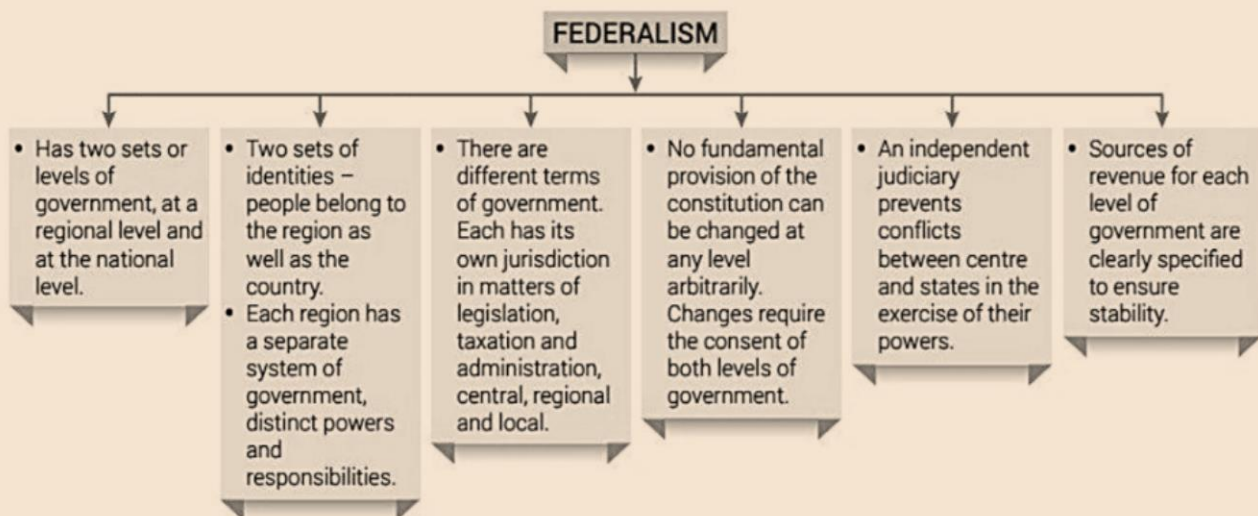 FEDERALISM
• Has two sets or
levels of
government, at a
regional level and
at the national
level.
• Two sets of
identities –
people belong to
the region as
well as the
country.
• Each region has
a separate
system of
government,
distinct powers
and
responsibilities.
• There are
different terms
of government.
Each has its
own jurisdiction
in matters of
legislation,
taxation and
administration,
central, regional
and local.
• No fundamental
provision of the
constitution can
be changed at
any level
arbitrarily.
Changes require
the consent of
both levels of
government.
• An independent
judiciary
prevents
conflicts
between centre
and states in the
exercise of their
powers.
• Sources of
revenue for each
level of
government are
clearly specified
to ensure
stability.